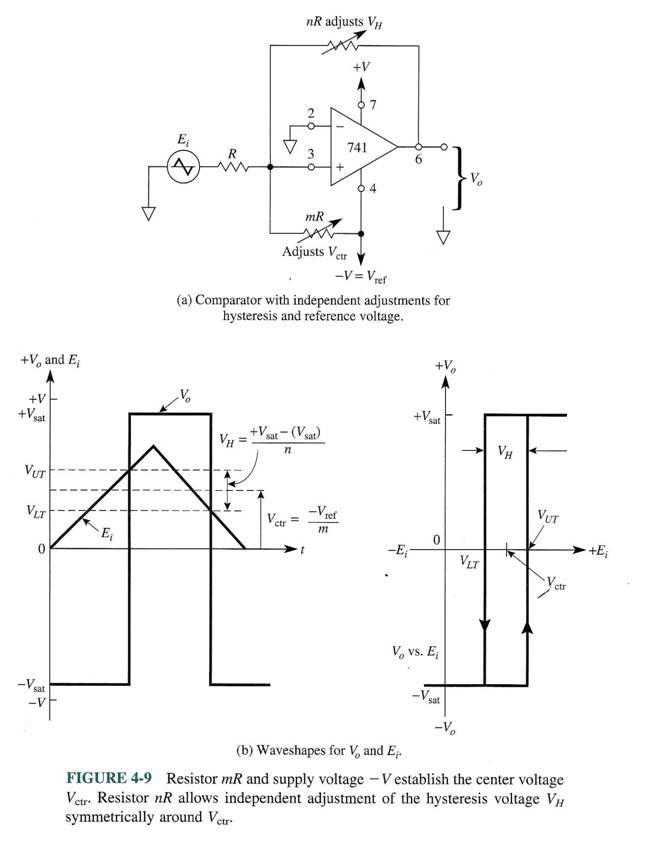 nR adjusts V_H
+V
7
2
−
E_i
R
741
3
+
6
V_o
4
mR
Adjusts V_ctr
−V = V_ref
(a) Comparator with independent adjustments for
hysteresis and reference voltage.
+V_o and E_i
+V
+V_sat
V_o
V_H = +V_sat − (V_sat) / n
V_UT
V_LT
V_ctr = −V_ref / m
E_i
0
t
−V_sat
−V
+V_o
+V_sat
V_H
V_UT
0
−E_i
+E_i
V_LT
V_ctr
V_o vs. E_i
−V_sat
−V_o
(b) Waveshapes for V_o and E_i.
FIGURE 4-9 Resistor mR and supply voltage −V establish the center voltage
V_ctr. Resistor nR allows independent adjustment of the hysteresis voltage V_H
symmetrically around V_ctr.